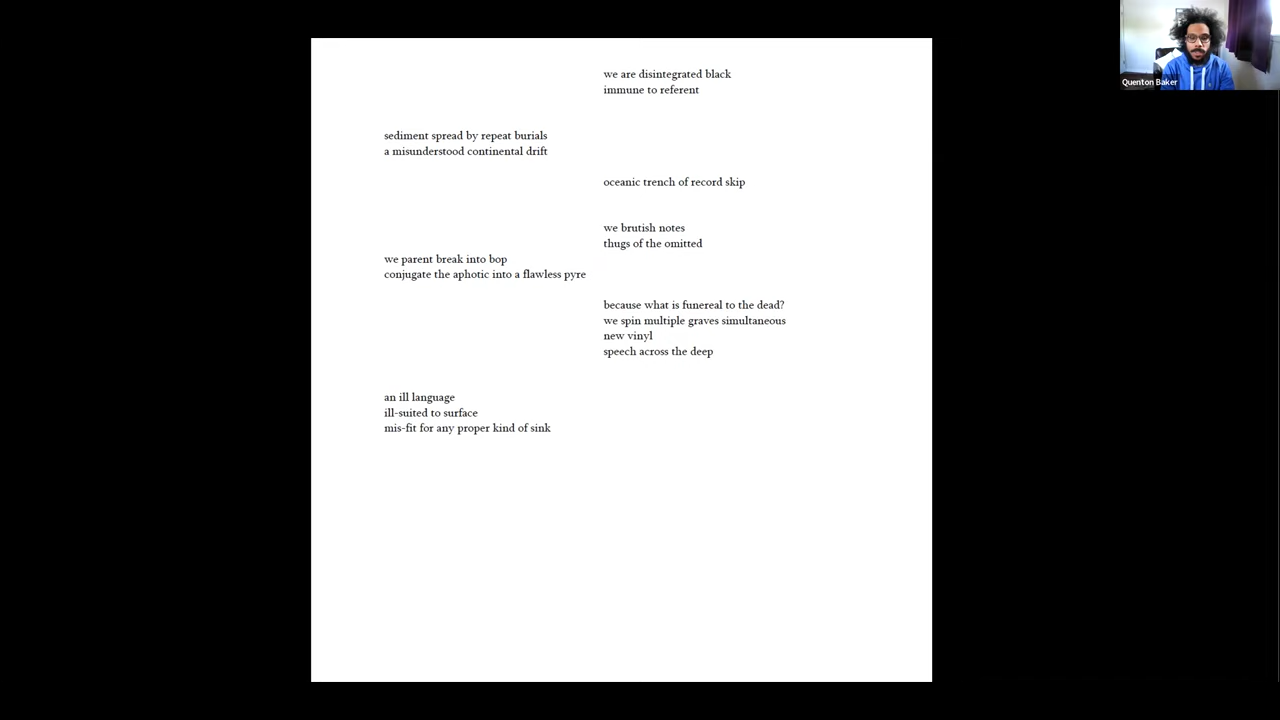 we are disintegrated black
immune to referent
sediment spread by repeat burials
a misunderstood continental drift
oceanic trench of record skip
we brutish notes
thugs of the omitted
we parent break into bop
conjugate the aphotic into a flawless pyre
because what is funereal to the dead?
we spin multiple graves simultaneous
new vinyl
speech across the deep
an ill language
ill-suited to surface
mis-fit for any proper kind of sink
Quenton Baker